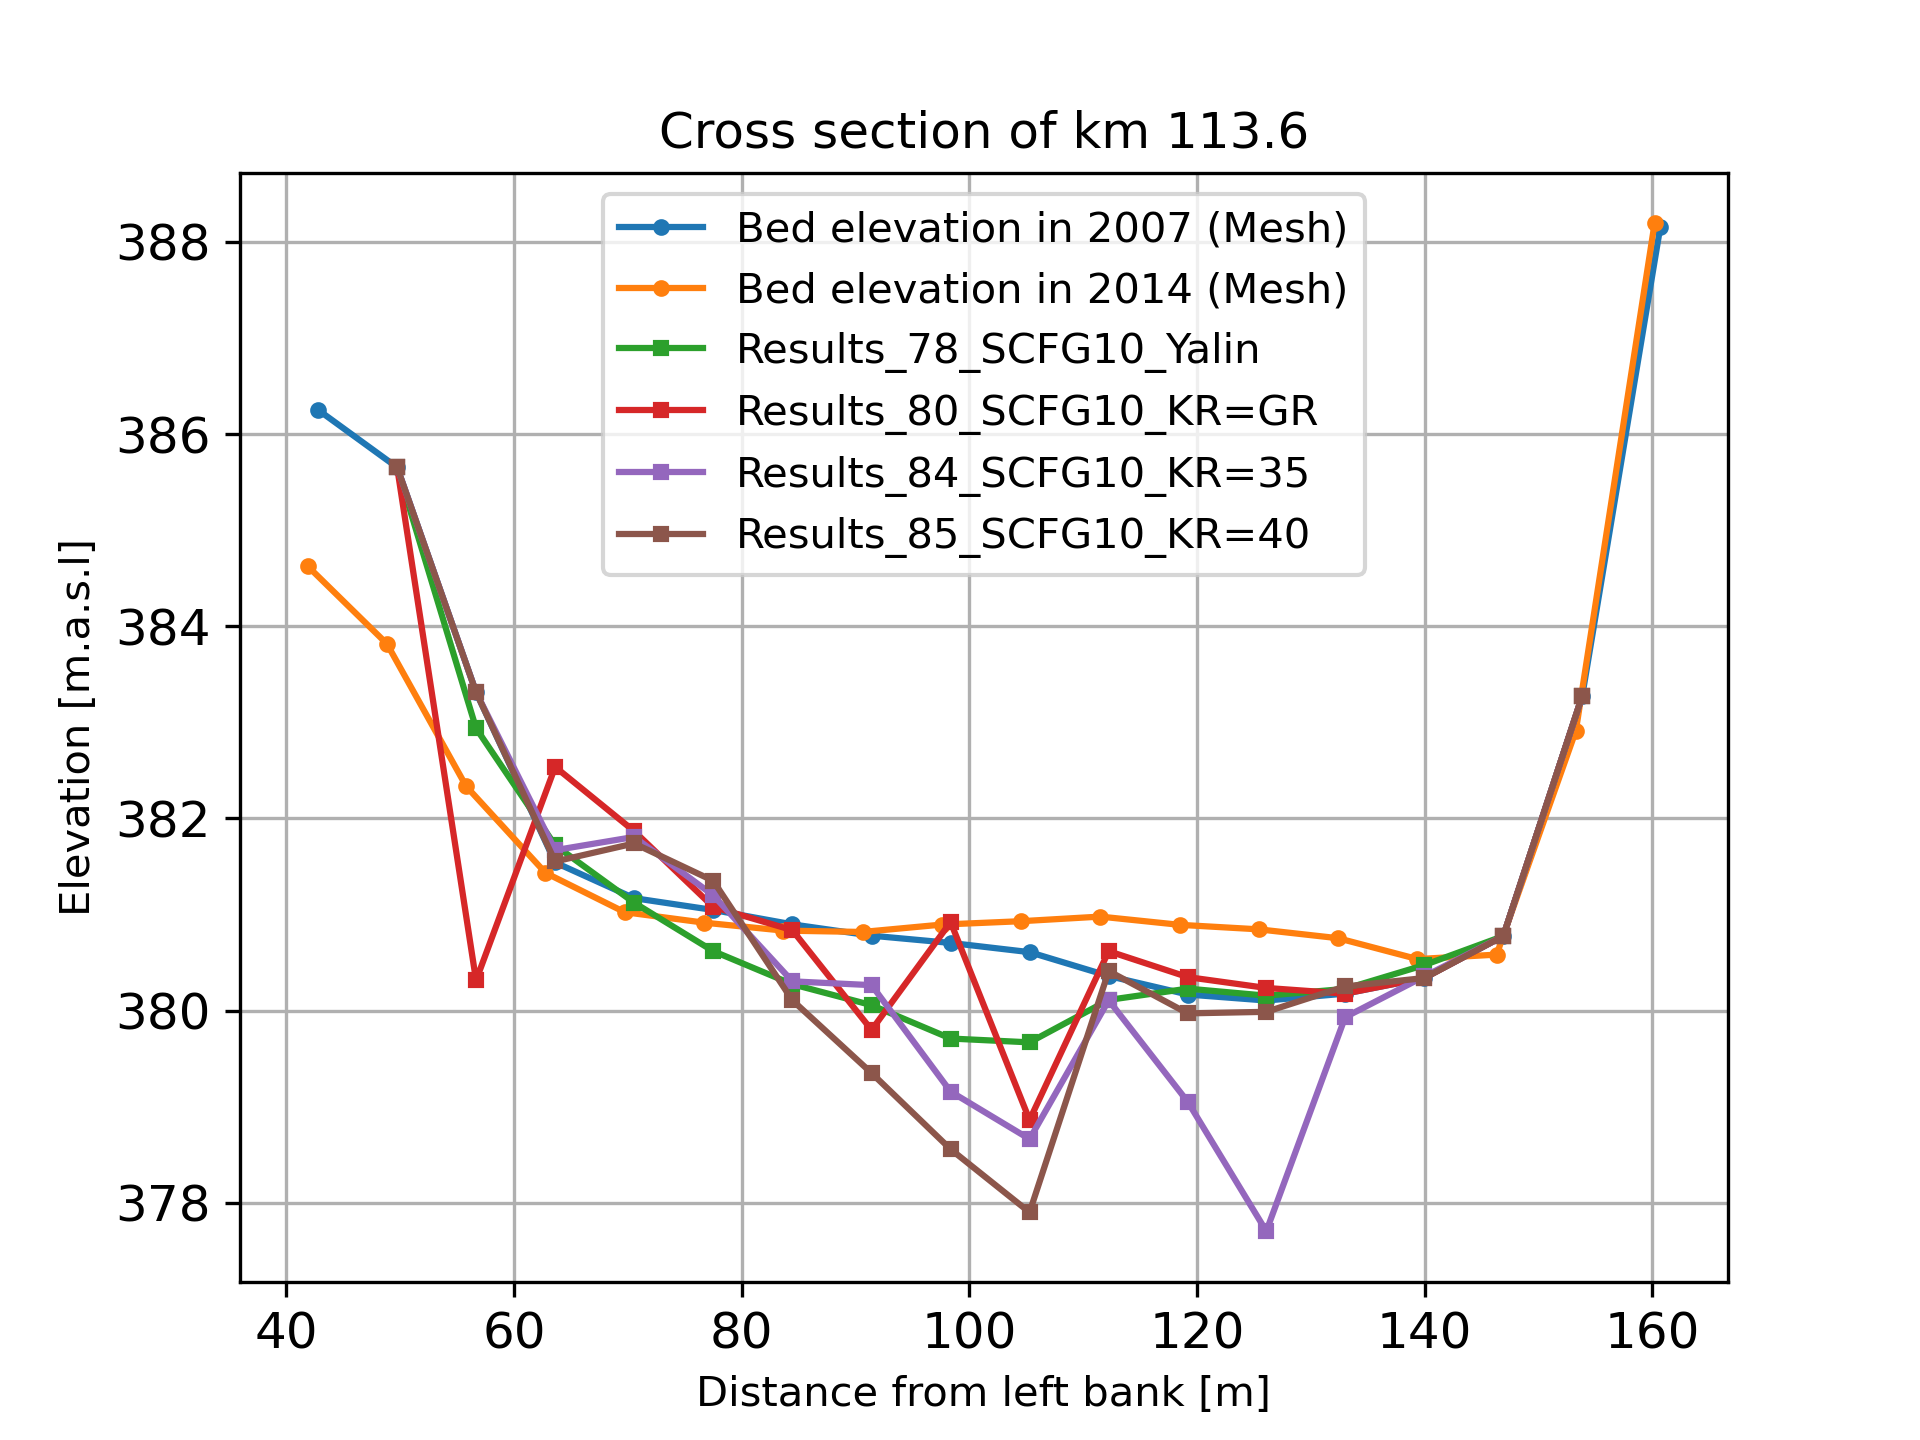 Cross section of km 113.6
Bed elevation in 2007 (Mesh)
Bed elevation in 2014 (Mesh)
Results_78_SCFG10_Yalin
Results_80_SCFG10_KR=GR
Results_84_SCFG10_KR=35
Results_85_SCFG10_KR=40
Elevation [m.a.s.l]
388
386
384
382
380
378
40 60 80 100 120 140 160
Distance from left bank [m]